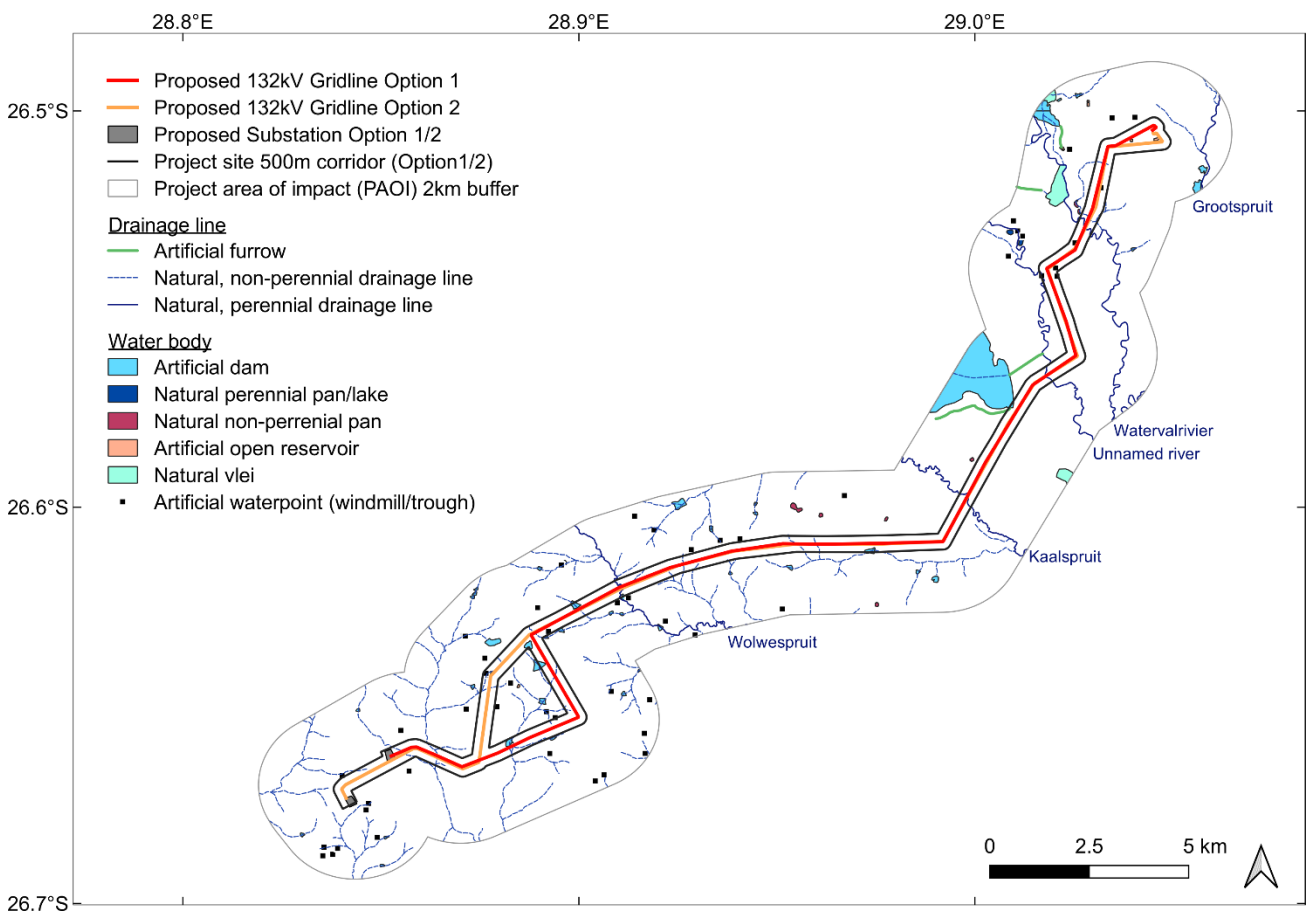 28.8°E
28.9°E
29.0°E
26.5°S
26.6°S
26.7°S
Proposed 132kV Gridline Option 1
Proposed 132kV Gridline Option 2
Proposed Substation Option 1/2
Project site 500m corridor (Option1/2)
Project area of impact (PAOI) 2km buffer
Drainage line
Artificial furrow
Natural, non-perennial drainage line
Natural, perennial drainage line
Water body
Artificial dam
Natural perennial pan/lake
Natural non-perrenial pan
Artificial open reservoir
Natural vlei
Artificial waterpoint (windmill/trough)
Grootspruit
Watervalrivier
Unnamed river
Kaalspruit
Wolwespruit
0 2.5 5 km